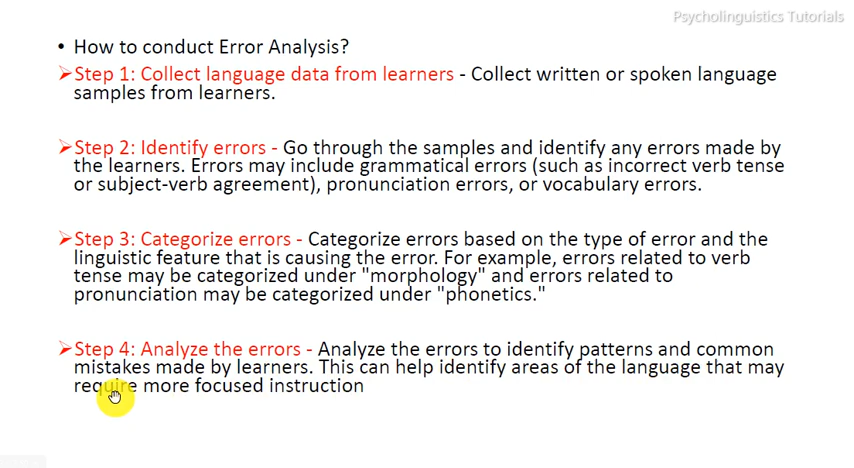 Psycholinguistics Tutorials
• How to conduct Error Analysis?
➢Step 1: Collect language data from learners - Collect written or spoken language
samples from learners.
➢Step 2: Identify errors - Go through the samples and identify any errors made by
the learners. Errors may include grammatical errors (such as incorrect verb tense
or subject-verb agreement), pronunciation errors, or vocabulary errors.
➢Step 3: Categorize errors - Categorize errors based on the type of error and the
linguistic feature that is causing the error. For example, errors related to verb
tense may be categorized under "morphology" and errors related to
pronunciation may be categorized under "phonetics."
➢Step 4: Analyze the errors - Analyze the errors to identify patterns and common
mistakes made by learners. This can help identify areas of the language that may
require more focused instruction